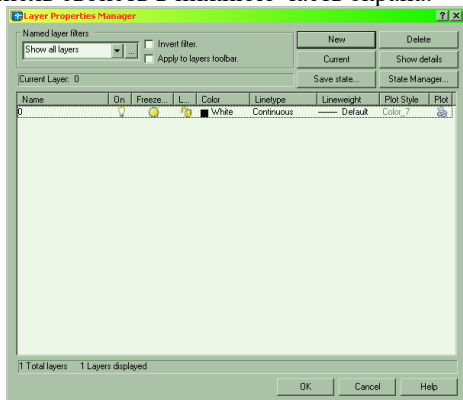 Layer Properties Manager
Named layer filters
Show all layers
...
Invert filter.
Apply to layers toolbar.
New
Delete
Current
Show details
Current Layer: 0
Save state...
State Manager...
Name On Freeze... L... Color Linetype Lineweight Plot Style Plot
0 White Continuous Default Color_7
1 Total layers 1 Layers displayed
OK Cancel Help